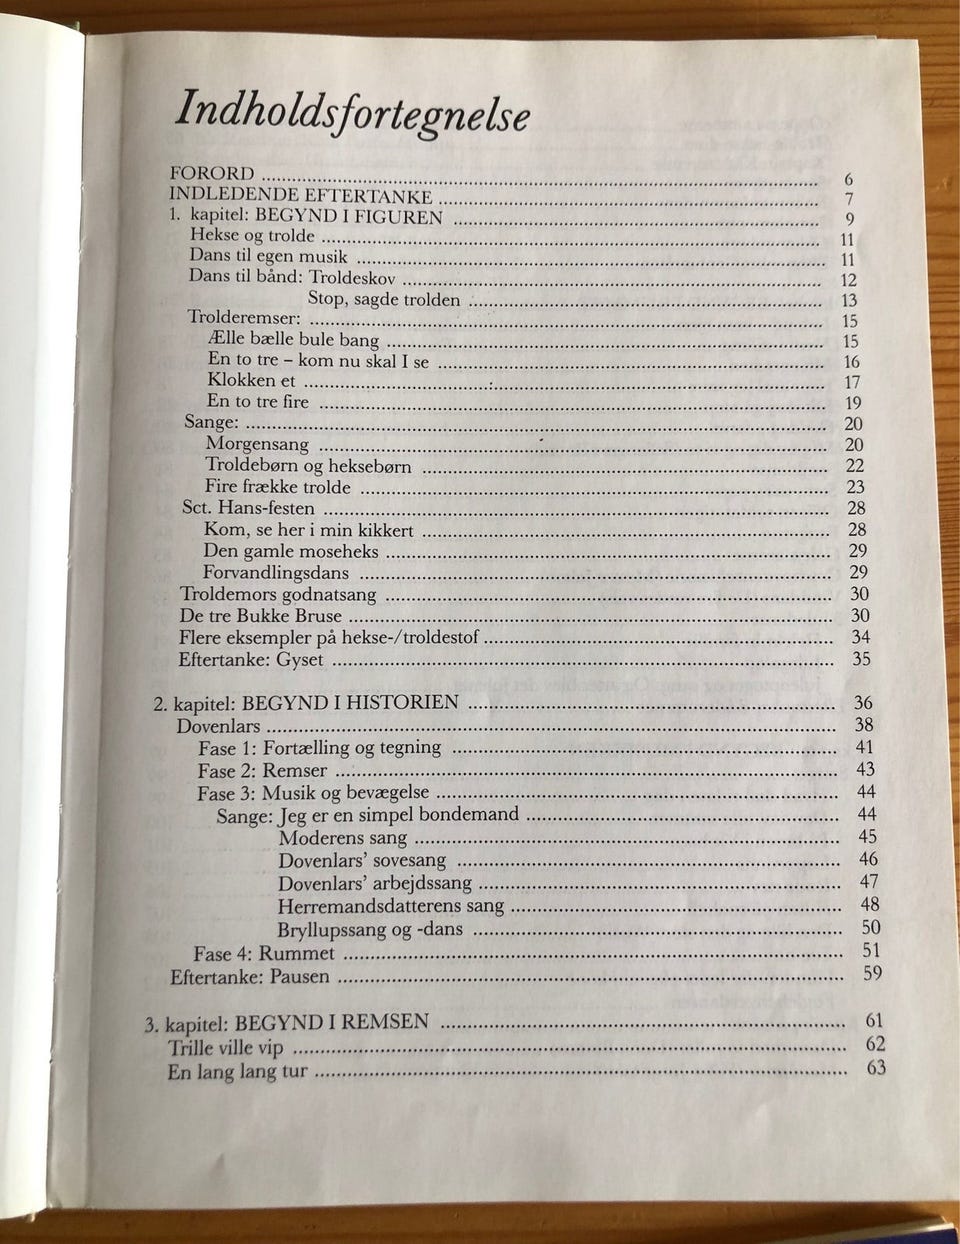 Indholdsfortegnelse
FORORD ........ 6
INDLEDENDE EFTERTANKE ........ 7
1. kapitel: BEGYND I FIGUREN ........ 9
Hekse og trolde ........ 11
Dans til egen musik ........ 11
Dans til bånd: Troldeskov ........ 12
Stop, sagde trolden ........ 13
Trolderemser: ........ 15
Ælle bælle bule bang ........ 15
En to tre – kom nu skal I se ........ 16
Klokken et ........ 17
En to tre fire ........ 19
Sange: ........ 20
Morgensang ........ 20
Troldebørn og heksebørn ........ 22
Fire frække trolde ........ 23
Sct. Hans-festen ........ 28
Kom, se her i min kikkert ........ 28
Den gamle moseheks ........ 29
Forvandlingsdans ........ 29
Troldemors godnatsang ........ 30
De tre Bukke Bruse ........ 30
Flere eksempler på hekse-/troldestof ........ 34
Eftertanke: Gyset ........ 35
2. kapitel: BEGYND I HISTORIEN ........ 36
Dovenlars ........ 38
Fase 1: Fortælling og tegning ........ 41
Fase 2: Remser ........ 43
Fase 3: Musik og bevægelse ........ 44
Sange: Jeg er en simpel bondemand ........ 44
Moderens sang ........ 45
Dovenlars’ sovesang ........ 46
Dovenlars’ arbejdssang ........ 47
Herremandsdatterens sang ........ 48
Bryllupssang og -dans ........ 50
Fase 4: Rummet ........ 51
Eftertanke: Pausen ........ 59
3. kapitel: BEGYND I REMSEN ........ 61
Trille ville vip ........ 62
En lang lang tur ........ 63